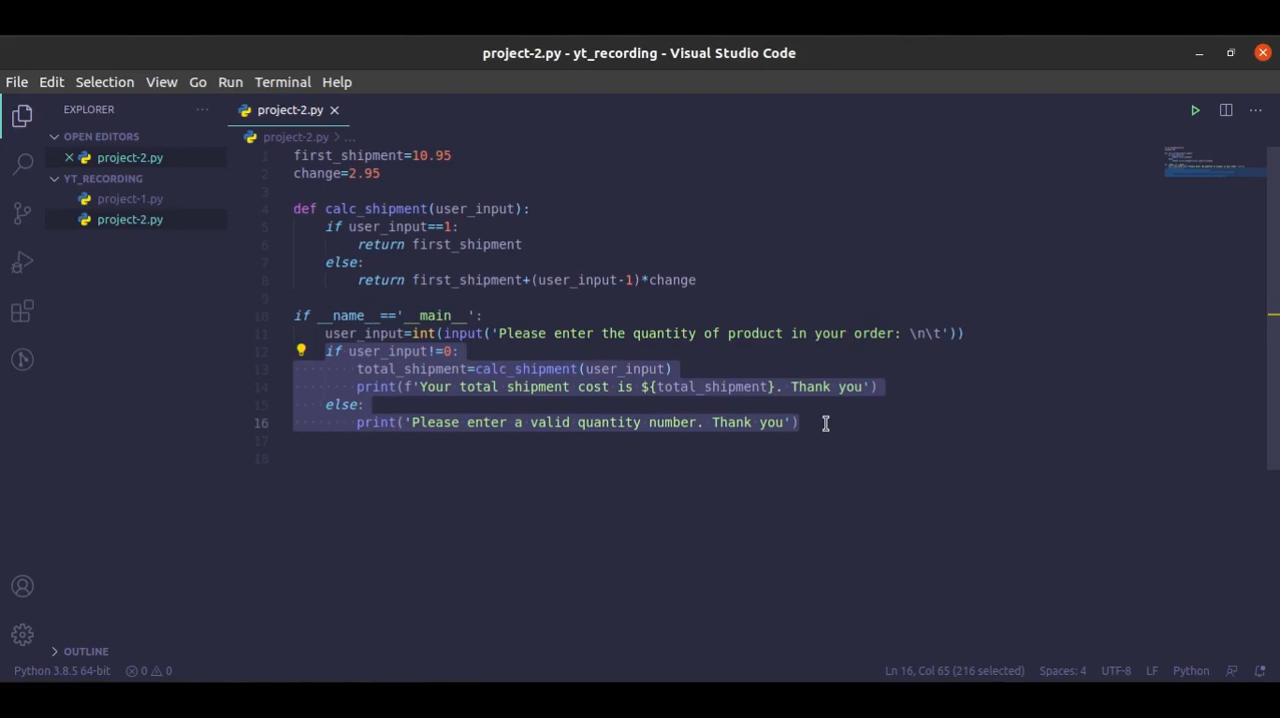 project-2.py - yt_recording - Visual Studio Code
File Edit Selection View Go Run Terminal Help
EXPLORER ···
project-2.py
OPEN EDITORS
project-2.py > ...
project-2.py
YT_RECORDING
project-1.py
project-2.py
1 first_shipment=10.95
2 change=2.95
3
4 def calc_shipment(user_input):
5 if user_input==1:
6 return first_shipment
7 else:
8 return first_shipment+(user_input-1)*change
9
10 if __name__=='__main__':
11 user_input=int(input('Please enter the quantity of product in your order: \n\t'))
12 if user_input!=0:
13 total_shipment=calc_shipment(user_input)
14 print(f'Your total shipment cost is ${total_shipment}. Thank you')
15 else:
16 print('Please enter a valid quantity number. Thank you')
17
18
OUTLINE
Python 3.8.5 64-bit 0 0 Ln 16, Col 65 (216 selected) Spaces: 4 UTF-8 LF Python